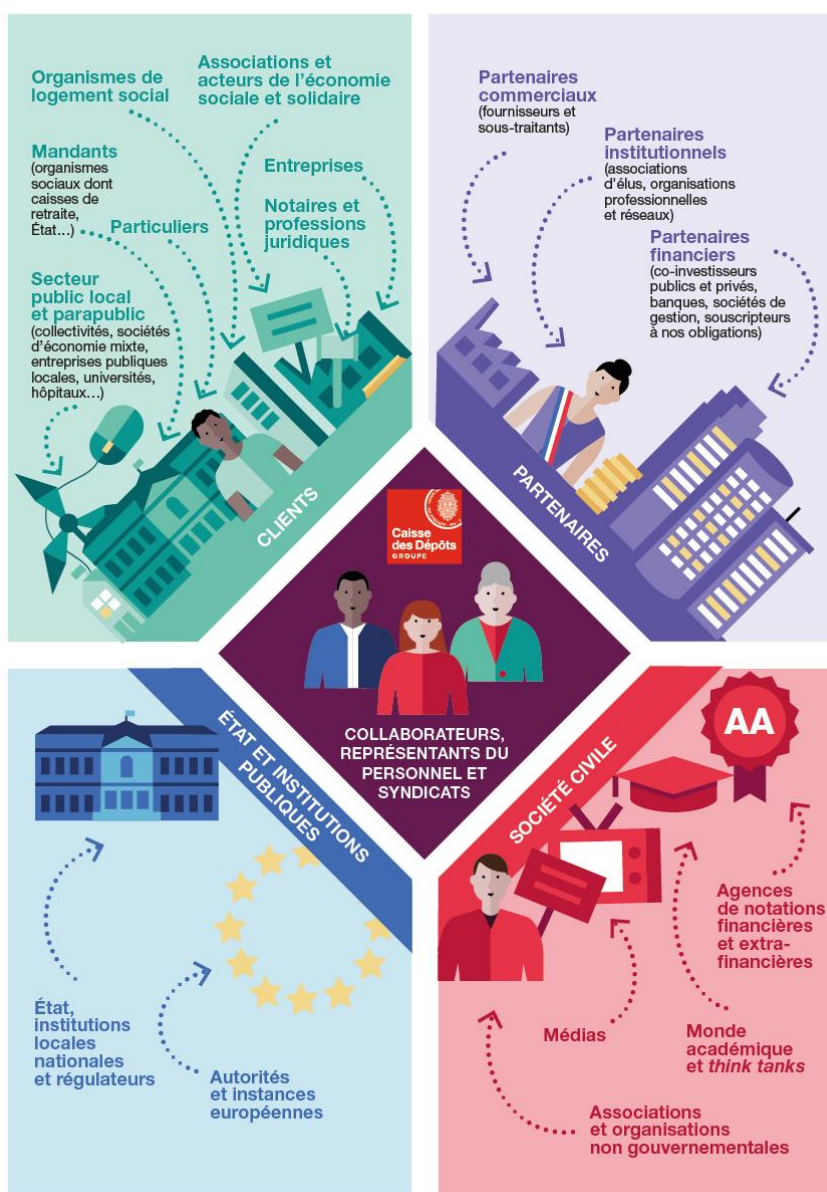 Organismes de
logement social
Associations et
acteurs de l'économie
sociale et solidaire
Mandants
(organismes
sociaux dont
caisses de
retraite,
État...)
Particuliers
Entreprises
Notaires et
professions
juridiques
Secteur
public local
et parapublic
(collectivités, sociétés
d'économie mixte,
entreprises publiques
locales, universités,
hôpitaux...)
CLIENTS
Partenaires
commerciaux
(fournisseurs et
sous-traitants)
Partenaires
institutionnels
(associations
d'élus, organisations
professionnelles
et réseaux)
Partenaires
financiers
(co-investisseurs
publics et privés,
banques, sociétés de
gestion, souscripteurs
à nos obligations)
PARTENAIRES
Caisse
des Dépôts
GROUPE
COLLABORATEURS,
REPRÉSENTANTS DU
PERSONNEL ET
SYNDICATS
ÉTAT ET INSTITUTIONS
PUBLIQUES
État,
institutions
locales
nationales
et régulateurs
Autorités
et instances
européennes
SOCIÉTÉ CIVILE
AA
Agences
de notations
financières
et extra-
financières
Médias
Monde
académique
et think tanks
Associations
et organisations
non gouvernementales